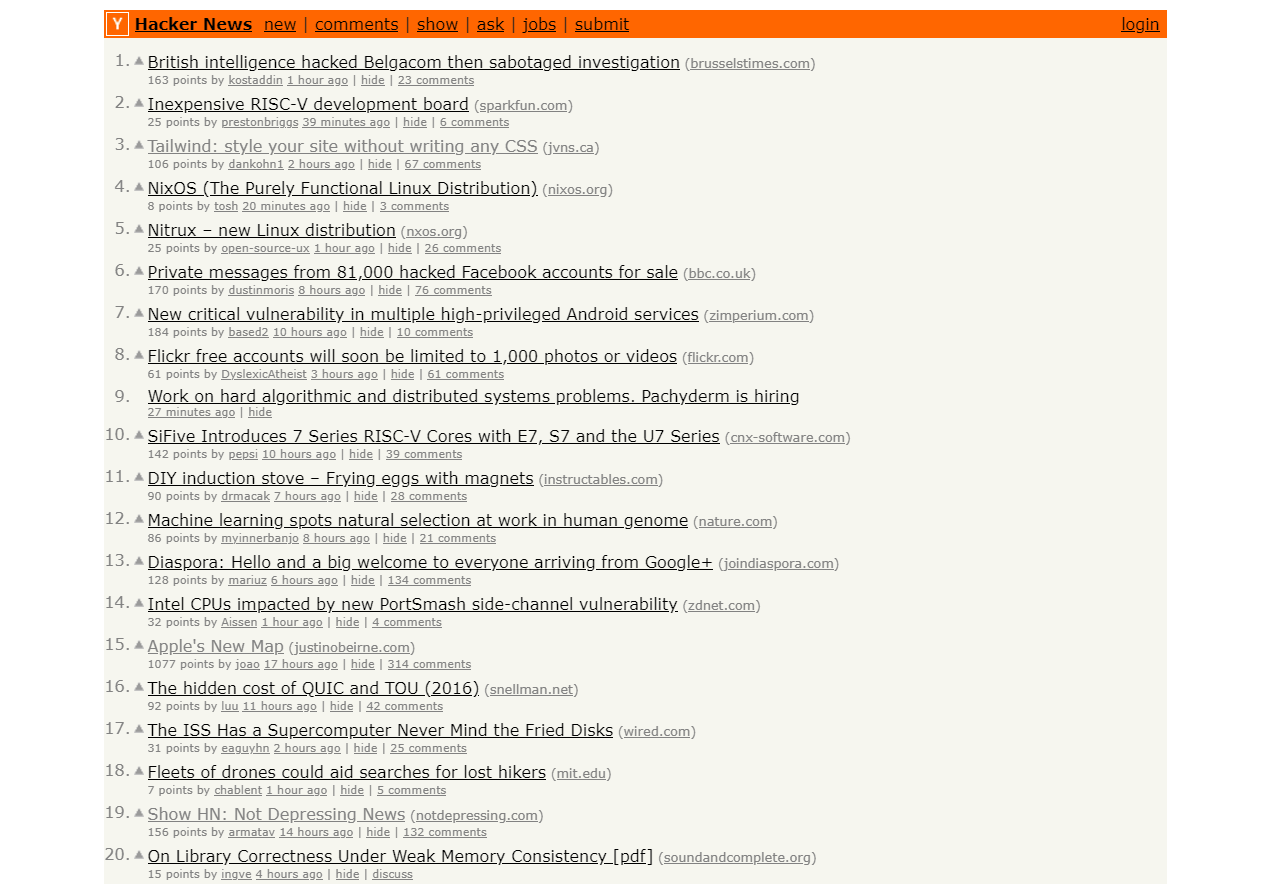 Y Hacker News new | comments | show | ask | jobs | submit login
1. British intelligence hacked Belgacom then sabotaged investigation (brusselstimes.com)
163 points by kostaddin 1 hour ago | hide | 23 comments
2. Inexpensive RISC-V development board (sparkfun.com)
25 points by prestonbriggs 39 minutes ago | hide | 6 comments
3. Tailwind: style your site without writing any CSS (jvns.ca)
106 points by dankohn1 2 hours ago | hide | 67 comments
4. NixOS (The Purely Functional Linux Distribution) (nixos.org)
8 points by tosh 20 minutes ago | hide | 3 comments
5. Nitrux – new Linux distribution (nxos.org)
25 points by open-source-ux 1 hour ago | hide | 26 comments
6. Private messages from 81,000 hacked Facebook accounts for sale (bbc.co.uk)
170 points by dustinmoris 8 hours ago | hide | 76 comments
7. New critical vulnerability in multiple high-privileged Android services (zimperium.com)
184 points by based2 10 hours ago | hide | 10 comments
8. Flickr free accounts will soon be limited to 1,000 photos or videos (flickr.com)
61 points by DyslexicAtheist 3 hours ago | hide | 61 comments
9. Work on hard algorithmic and distributed systems problems. Pachyderm is hiring
27 minutes ago | hide
10. SiFive Introduces 7 Series RISC-V Cores with E7, S7 and the U7 Series (cnx-software.com)
142 points by pepsi 10 hours ago | hide | 39 comments
11. DIY induction stove – Frying eggs with magnets (instructables.com)
90 points by drmacak 7 hours ago | hide | 28 comments
12. Machine learning spots natural selection at work in human genome (nature.com)
86 points by myinnerbanjo 8 hours ago | hide | 21 comments
13. Diaspora: Hello and a big welcome to everyone arriving from Google+ (joindiaspora.com)
128 points by mariuz 6 hours ago | hide | 134 comments
14. Intel CPUs impacted by new PortSmash side-channel vulnerability (zdnet.com)
32 points by Aissen 1 hour ago | hide | 4 comments
15. Apple's New Map (justinobeirne.com)
1077 points by joao 17 hours ago | hide | 314 comments
16. The hidden cost of QUIC and TOU (2016) (snellman.net)
92 points by luu 11 hours ago | hide | 42 comments
17. The ISS Has a Supercomputer Never Mind the Fried Disks (wired.com)
31 points by eaguyhn 2 hours ago | hide | 25 comments
18. Fleets of drones could aid searches for lost hikers (mit.edu)
7 points by chablent 1 hour ago | hide | 5 comments
19. Show HN: Not Depressing News (notdepressing.com)
156 points by armatav 14 hours ago | hide | 132 comments
20. On Library Correctness Under Weak Memory Consistency [pdf] (soundandcomplete.org)
15 points by ingve 4 hours ago | hide | discuss